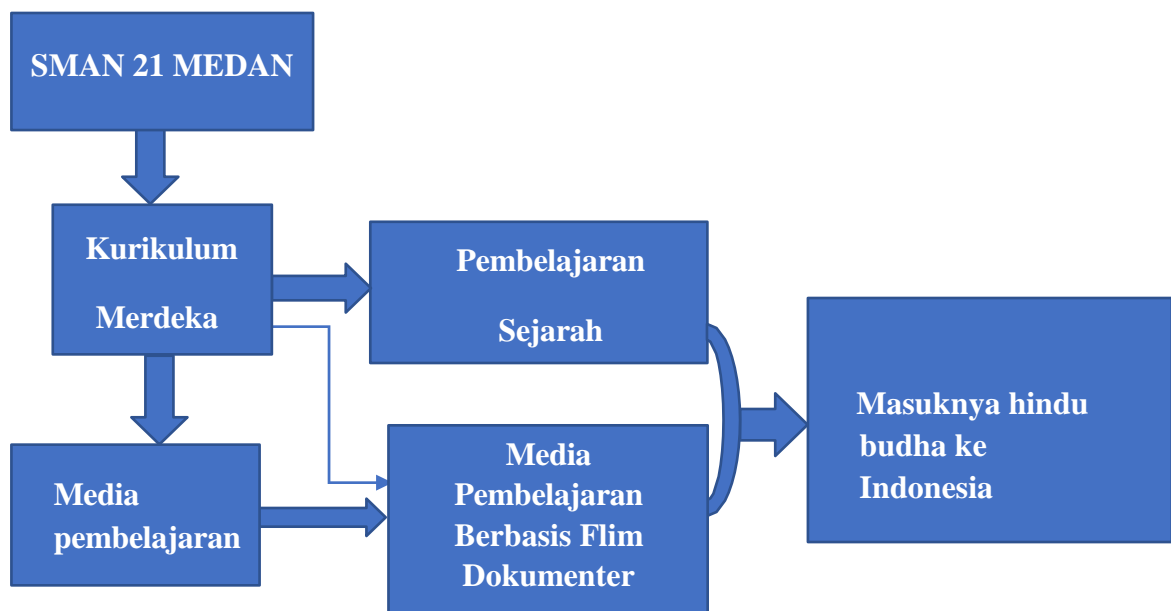 SMAN 21 MEDAN
Kurikulum
Merdeka
Pembelajaran
Sejarah
Media
pembelajaran
Media
Pembelajaran
Berbasis Flim
Dokumenter
Masuknya hindu
budha ke
Indonesia